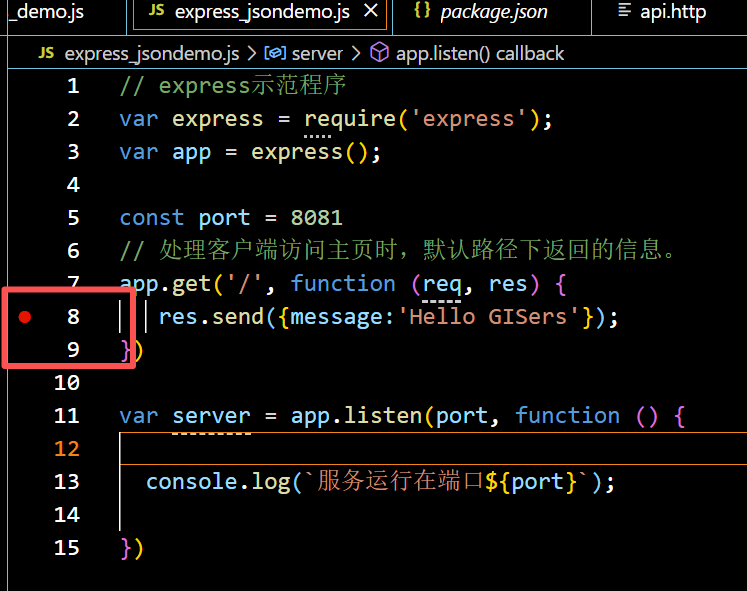 _demo.js JS express_jsondemo.js × {} package.json api.http
JS express_jsondemo.js > server > app.listen() callback
1 // express示范程序
2 var express = require('express');
3 var app = express();
4
5 const port = 8081
6 // 处理客户端访问主页时，默认路径下返回的信息。
7 app.get('/', function (req, res) {
8 res.send({message:'Hello GISers'});
9 })
10
11 var server = app.listen(port, function () {
12
13 console.log(`服务运行在端口${port}`);
14
15 })